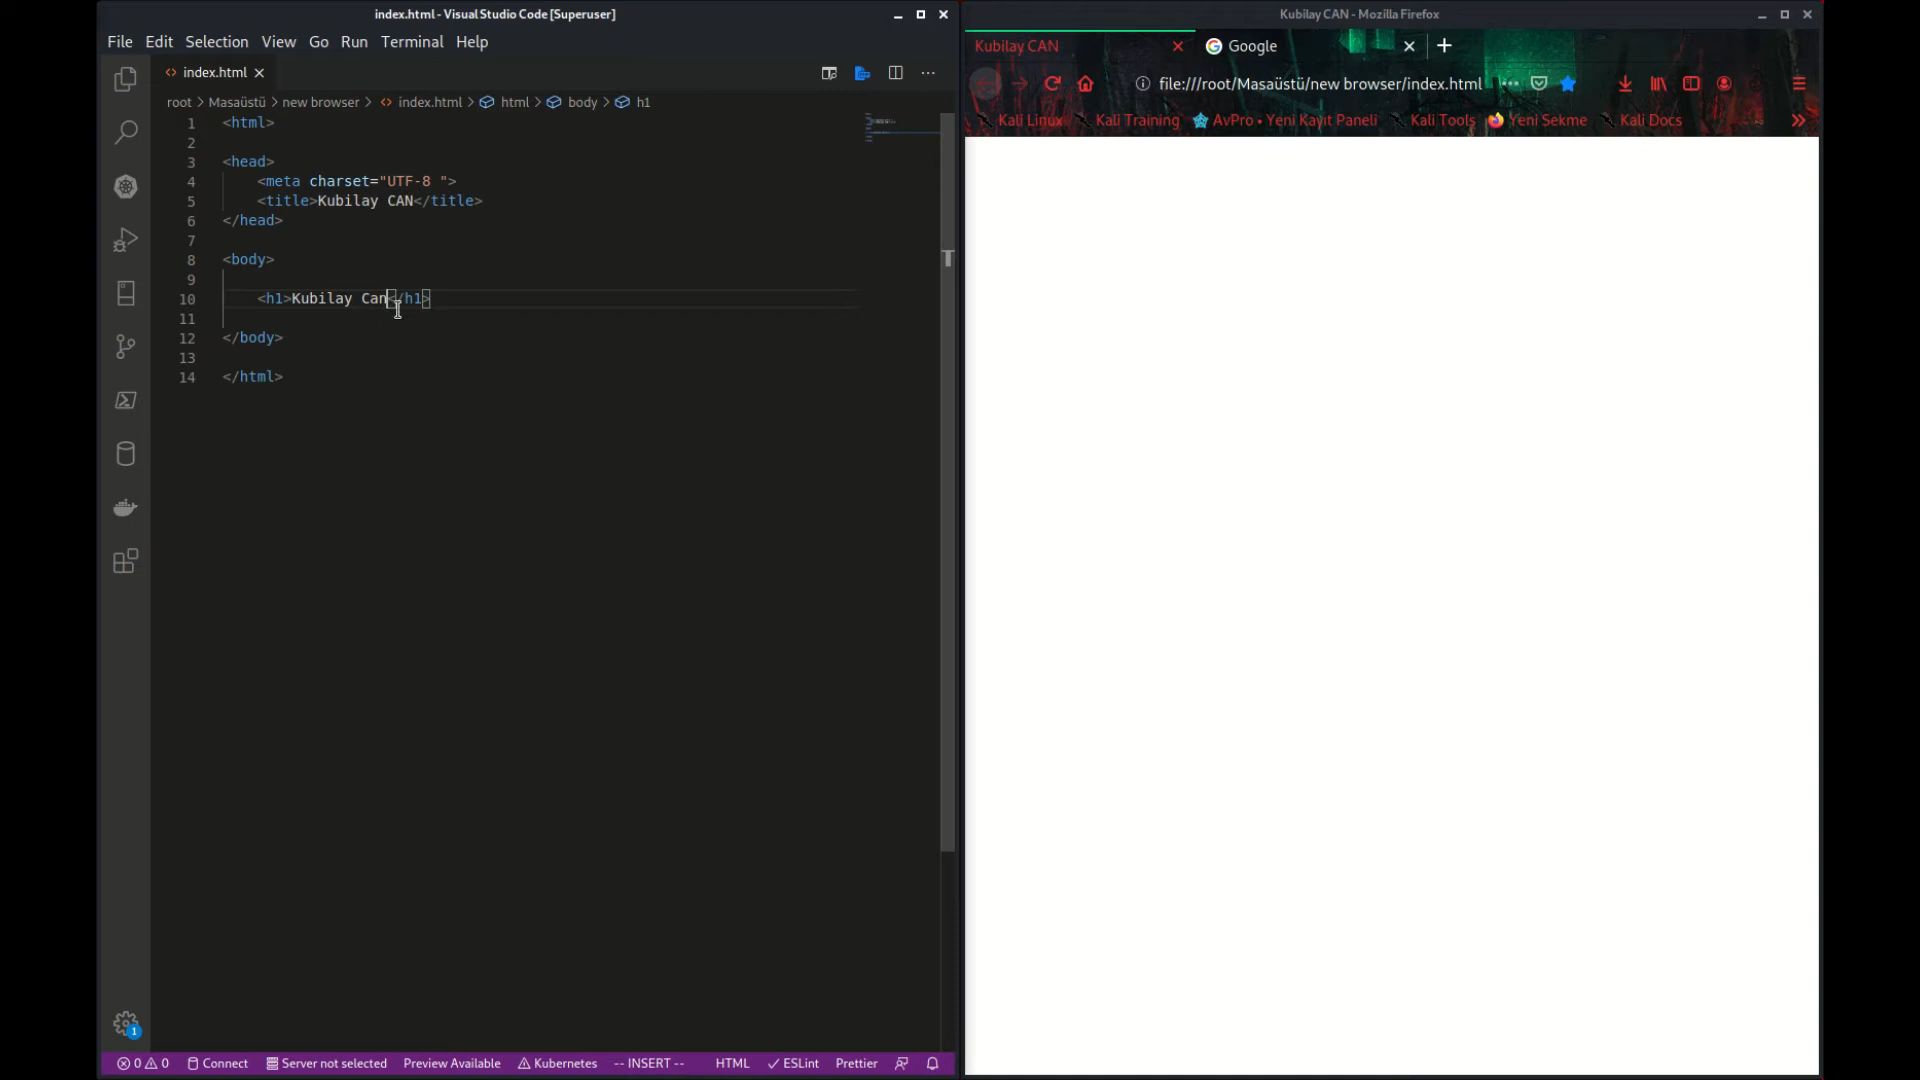 index.html - Visual Studio Code [Superuser]
File Edit Selection View Go Run Terminal Help
index.html
root > Masaüstü > new browser > index.html > html > body > h1
1 <html>
2
3 <head>
4 <meta charset="UTF-8 ">
5 <title>Kubilay CAN</title>
6 </head>
7
8 <body>
9
10 <h1>Kubilay Can</h1>
11
12 </body>
13
14 </html>
1
0 0 Connect Server not selected Preview Available Kubernetes -- INSERT -- HTML ESLint Prettier
Kubilay CAN - Mozilla Firefox
Kubilay CAN Google
file:///root/Masaüstü/new browser/index.html
Kali Linux Kali Training AvPro • Yeni Kayıt Paneli Kali Tools Yeni Sekme Kali Docs